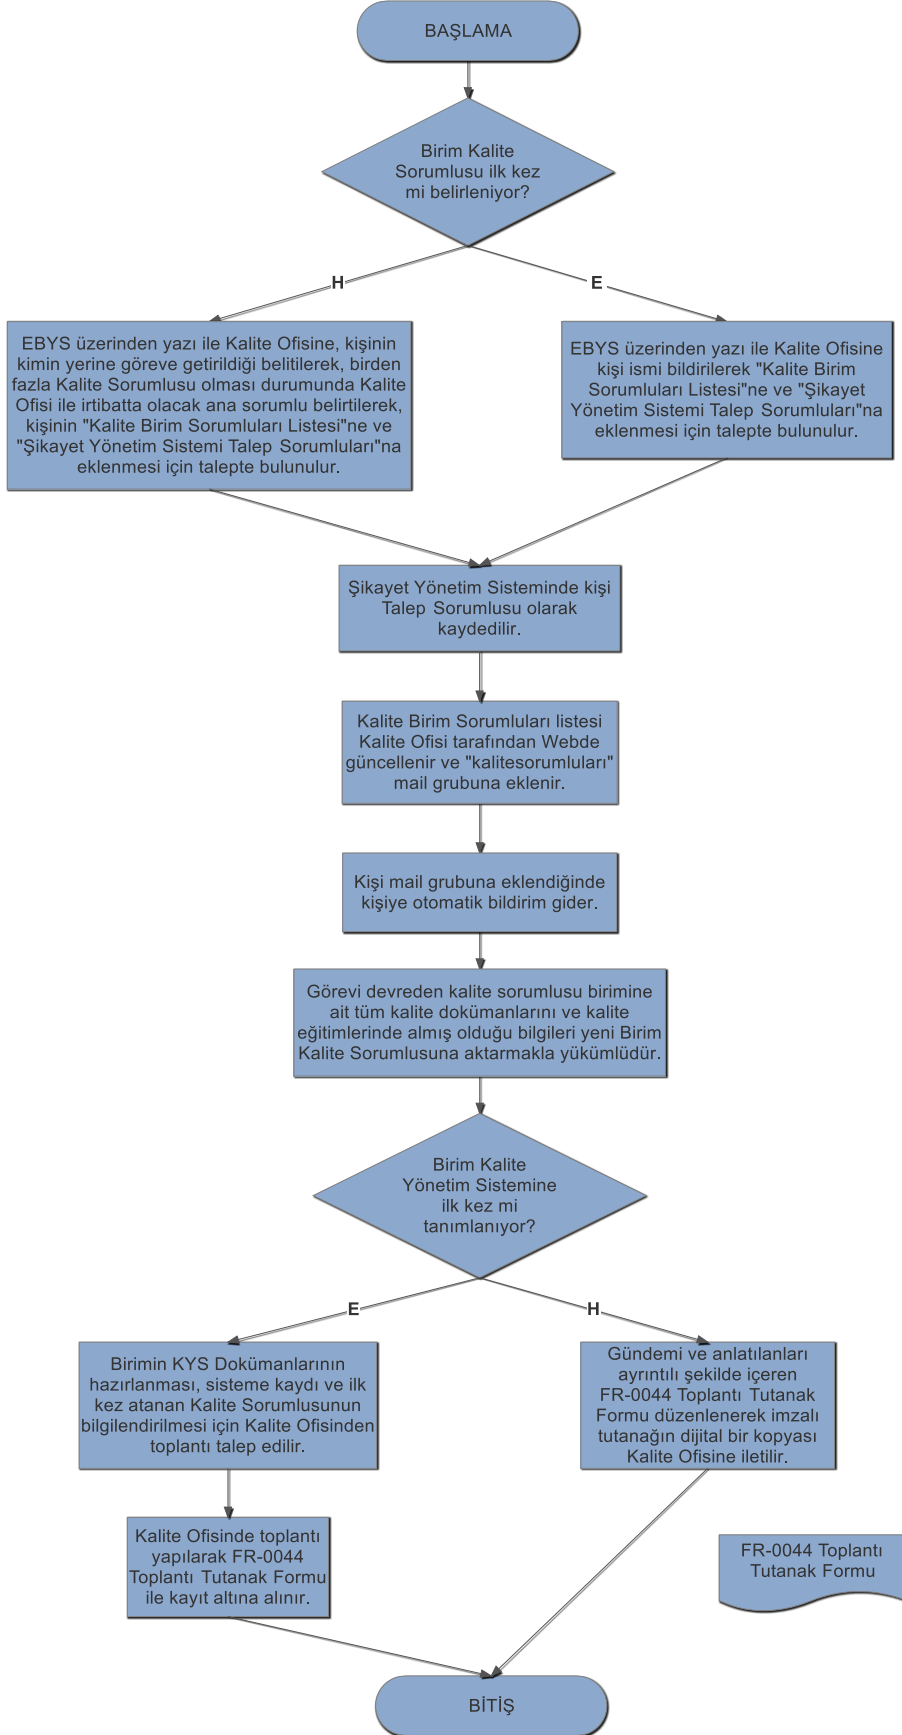 BAŞLAMA
Birim Kalite
Sorumlusu ilk kez
mi belirleniyor?
H
E
EBYS üzerinden yazı ile Kalite Ofisine, kişinin
kimin yerine göreve getirildiği belitilerek, birden
fazla Kalite Sorumlusu olması durumunda Kalite
Ofisi ile irtibatta olacak ana sorumlu belirtilerek,
kişinin "Kalite Birim Sorumluları Listesi"ne ve
"Şikayet Yönetim Sistemi Talep Sorumluları"na
eklenmesi için talepte bulunulur.
EBYS üzerinden yazı ile Kalite Ofisine
kişi ismi bildirilerek "Kalite Birim
Sorumluları Listesi"ne ve "Şikayet
Yönetim Sistemi Talep Sorumluları"na
eklenmesi için talepte bulunulur.
Şikayet Yönetim Sisteminde kişi
Talep Sorumlusu olarak
kaydedilir.
Kalite Birim Sorumluları listesi
Kalite Ofisi tarafından Webde
güncellenir ve "kalitesorumluları"
mail grubuna eklenir.
Kişi mail grubuna eklendiğinde
kişiye otomatik bildirim gider.
Görevi devreden kalite sorumlusu birimine
ait tüm kalite dokümanlarını ve kalite
eğitimlerinde almış olduğu bilgileri yeni Birim
Kalite Sorumlusuna aktarmakla yükümlüdür.
Birim Kalite
Yönetim Sistemine
ilk kez mi
tanımlanıyor?
E
H
Birimin KYS Dokümanlarının
hazırlanması, sisteme kaydı ve ilk
kez atanan Kalite Sorumlusunun
bilgilendirilmesi için Kalite Ofisinden
toplantı talep edilir.
Gündemi ve anlatılanları
ayrıntılı şekilde içeren
FR-0044 Toplantı Tutanak
Formu düzenlenerek imzalı
tutanağın dijital bir kopyası
Kalite Ofisine iletilir.
Kalite Ofisinde toplantı
yapılarak FR-0044
Toplantı Tutanak Formu
ile kayıt altına alınır.
FR-0044 Toplantı
Tutanak Formu
BİTİŞ